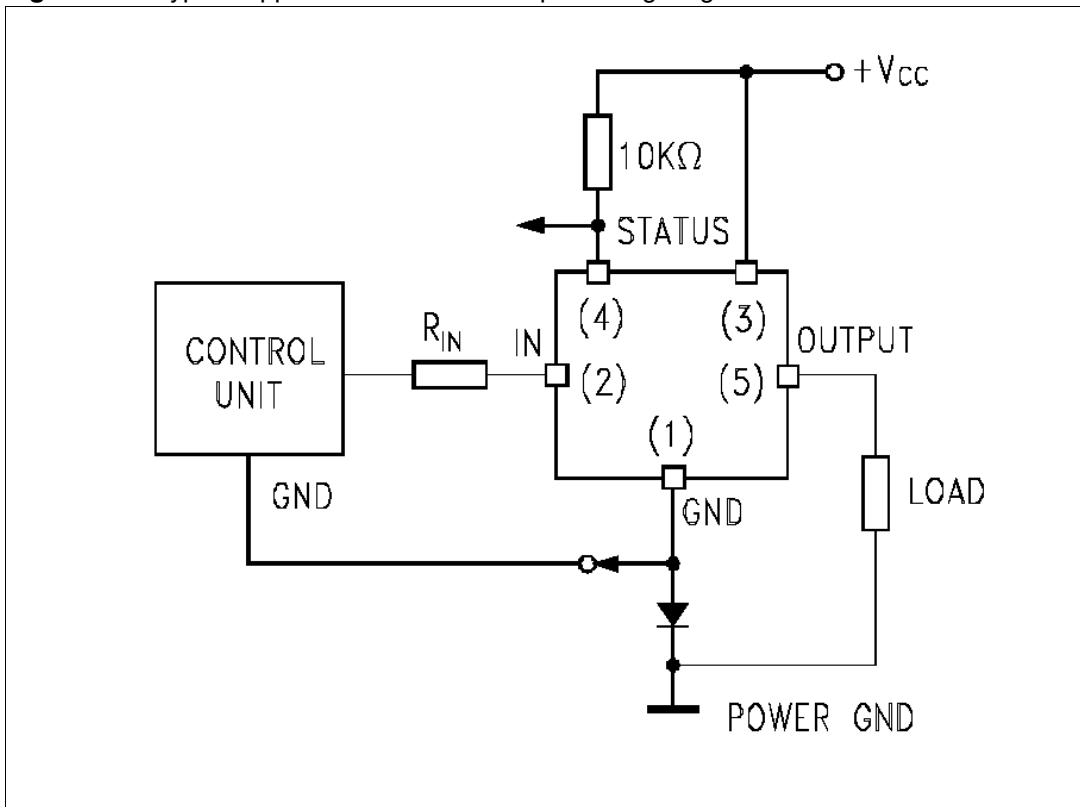 +VCC
10KΩ
STATUS
(4)
(3)
OUTPUT
RIN
IN
(2)
(5)
CONTROL
UNIT
(1)
GND
GND
LOAD
POWER GND